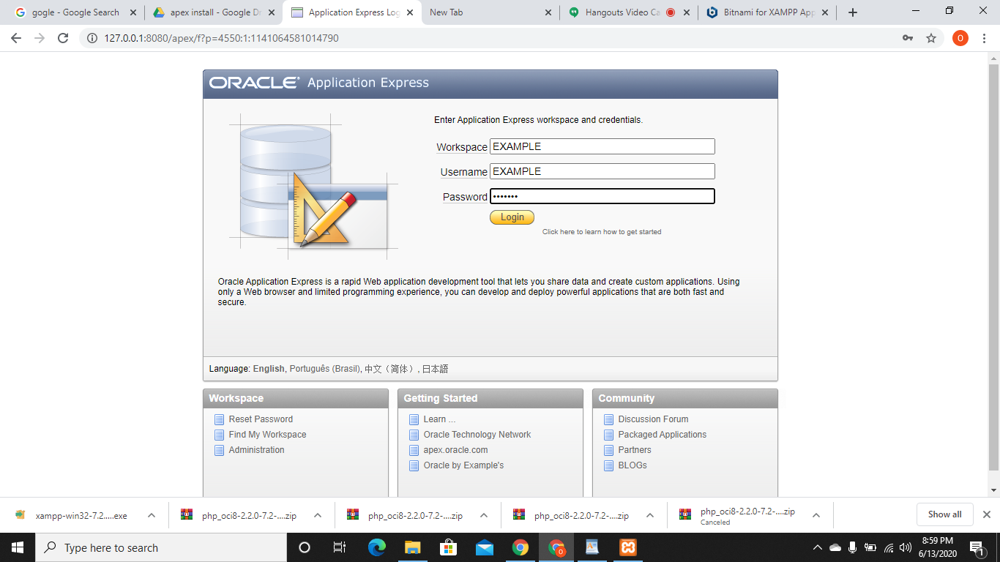 gogle - Google Search
apex install - Google Dr
Application Express Log
New Tab
Hangouts Video Ca
Bitnami for XAMPP App
127.0.0.1:8080/apex/f?p=4550:1:1141064581014790
O
ORACLE Application Express
Enter Application Express workspace and credentials.
Workspace EXAMPLE
Username EXAMPLE
Password •••••••
Login
Click here to learn how to get started
Oracle Application Express is a rapid Web application development tool that lets you share data and create custom applications. Using
only a Web browser and limited programming experience, you can develop and deploy powerful applications that are both fast and
secure.
Language: English, Português (Brasil), 中文（简体）, 日本語
Workspace
Reset Password
Find My Workspace
Administration
Getting Started
Learn ...
Oracle Technology Network
apex.oracle.com
Oracle by Example's
Community
Discussion Forum
Packaged Applications
Partners
BLOGs
xampp-win32-7.2.....exe
php_oci8-2.2.0-7.2-....zip
php_oci8-2.2.0-7.2-....zip
php_oci8-2.2.0-7.2-....zip
php_oci8-2.2.0-7.2-....zip
Canceled
Show all
Type here to search
8:59 PM
6/13/2020
1